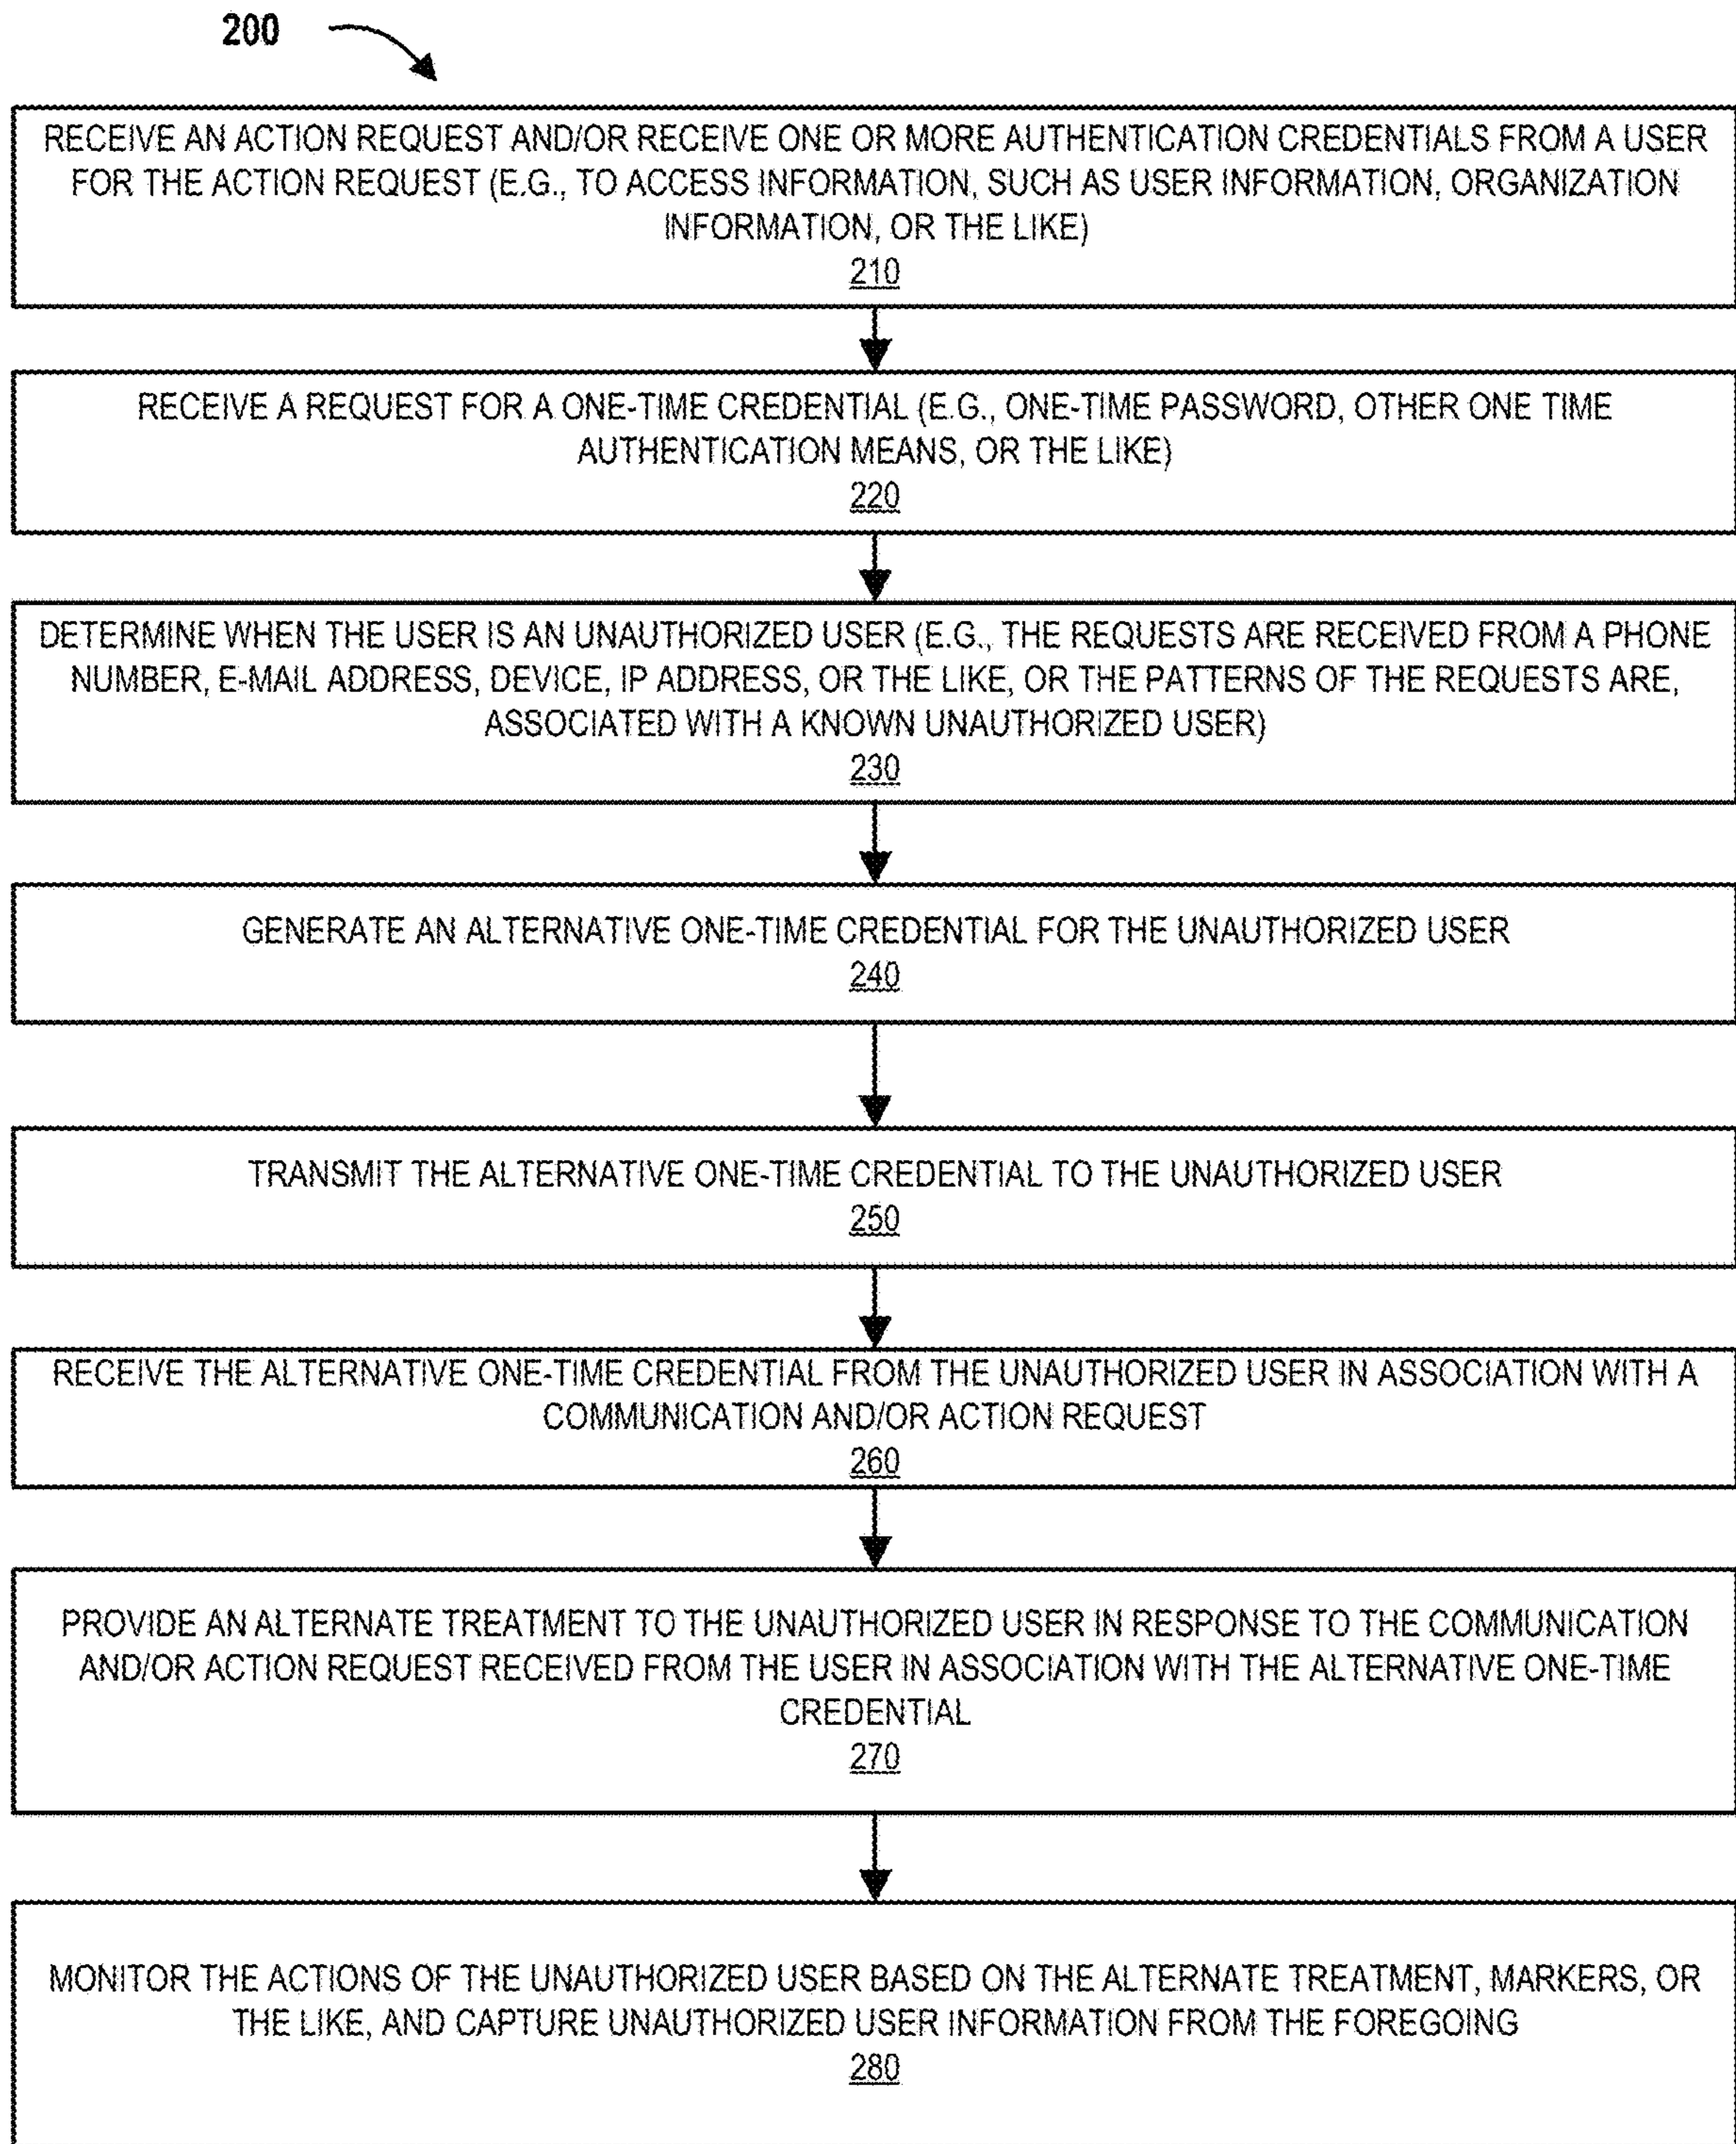 200
RECEIVE AN ACTION REQUEST AND/OR RECEIVE ONE OR MORE AUTHENTICATION CREDENTIALS FROM A USER
FOR THE ACTION REQUEST (E.G., TO ACCESS INFORMATION, SUCH AS USER INFORMATION, ORGANIZATION
INFORMATION, OR THE LIKE)
210
RECEIVE A REQUEST FOR A ONE-TIME CREDENTIAL (E.G., ONE-TIME PASSWORD, OTHER ONE TIME
AUTHENTICATION MEANS, OR THE LIKE)
220
DETERMINE WHEN THE USER IS AN UNAUTHORIZED USER (E.G., THE REQUESTS ARE RECEIVED FROM A PHONE
NUMBER, E-MAIL ADDRESS, DEVICE, IP ADDRESS, OR THE LIKE, OR THE PATTERNS OF THE REQUESTS ARE,
ASSOCIATED WITH A KNOWN UNAUTHORIZED USER)
230
GENERATE AN ALTERNATIVE ONE-TIME CREDENTIAL FOR THE UNAUTHORIZED USER
240
TRANSMIT THE ALTERNATIVE ONE-TIME CREDENTIAL TO THE UNAUTHORIZED USER
250
RECEIVE THE ALTERNATIVE ONE-TIME CREDENTIAL FROM THE UNAUTHORIZED USER IN ASSOCIATION WITH A
COMMUNICATION AND/OR ACTION REQUEST
260
PROVIDE AN ALTERNATE TREATMENT TO THE UNAUTHORIZED USER IN RESPONSE TO THE COMMUNICATION
AND/OR ACTION REQUEST RECEIVED FROM THE USER IN ASSOCIATION WITH THE ALTERNATIVE ONE-TIME
CREDENTIAL
270
MONITOR THE ACTIONS OF THE UNAUTHORIZED USER BASED ON THE ALTERNATE TREATMENT, MARKERS, OR
THE LIKE, AND CAPTURE UNAUTHORIZED USER INFORMATION FROM THE FOREGOING
280